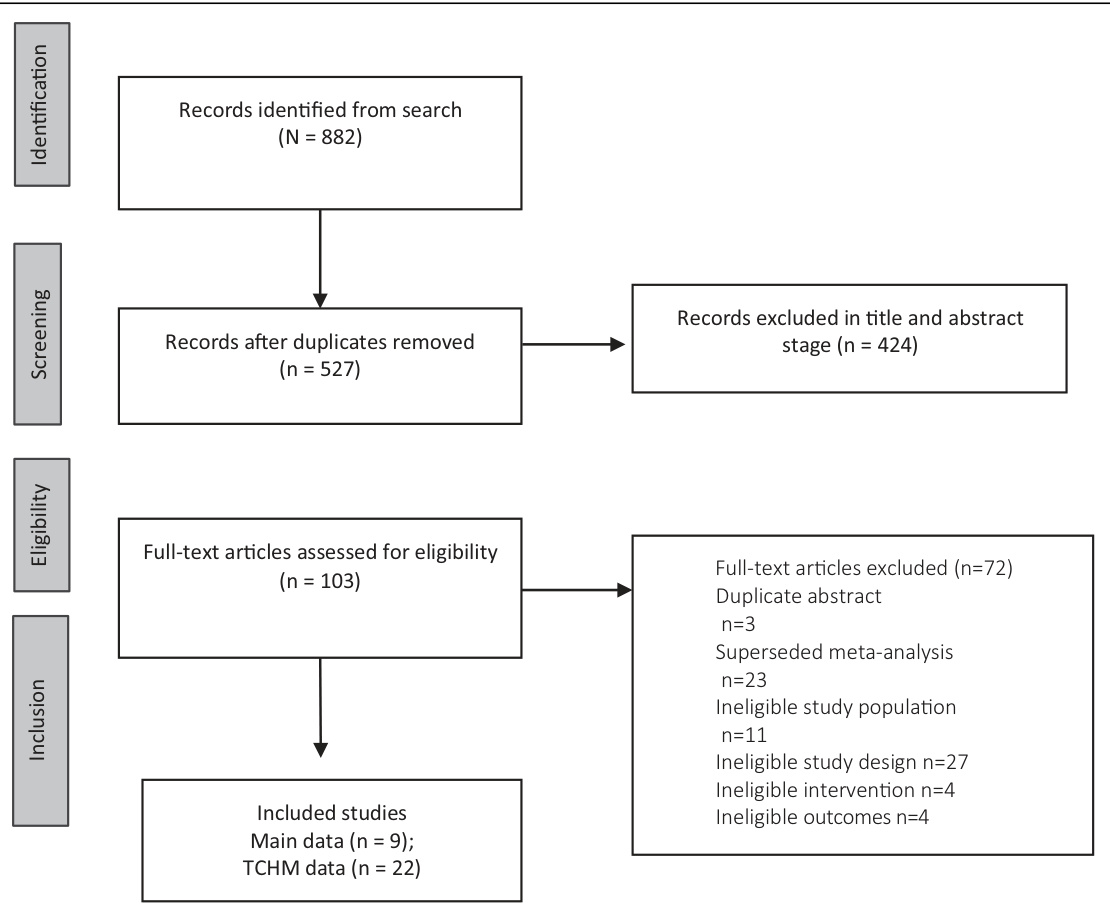 Identification
Records identified from search
(N = 882)
Screening
Records after duplicates removed
(n = 527)
Records excluded in title and abstract
stage (n = 424)
Eligibility
Full-text articles assessed for eligibility
(n = 103)
Full-text articles excluded (n=72)
Duplicate abstract
n=3
Superseded meta-analysis
n=23
Ineligible study population
n=11
Ineligible study design n=27
Ineligible intervention n=4
Ineligible outcomes n=4
Inclusion
Included studies
Main data (n = 9);
TCHM data (n = 22)